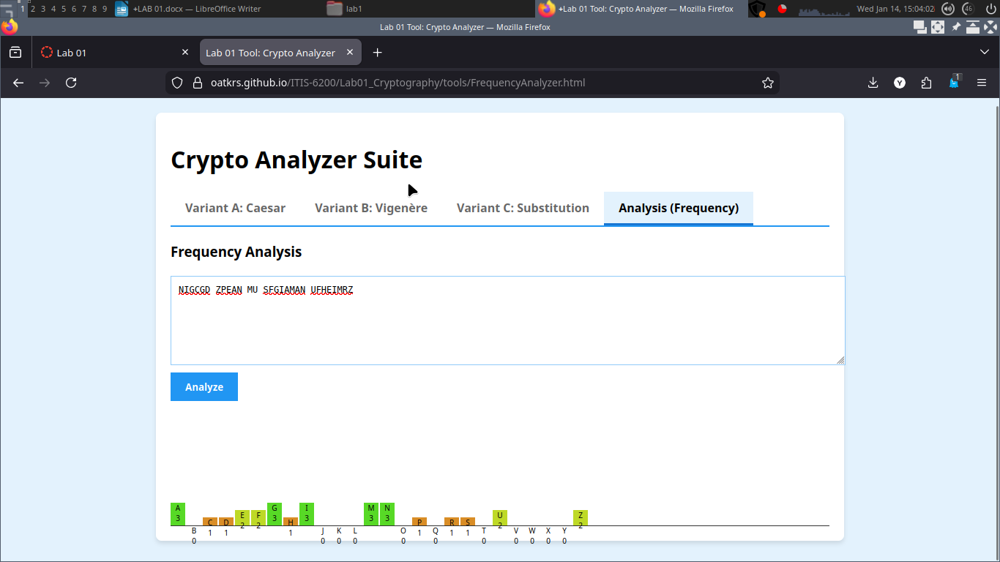 1 2 3 4 5 6 7 8 9 +LAB 01.docx — LibreOffice Writer lab1 +Lab 01 Tool: Crypto Analyzer — Mozilla Firefox Wed Jan 14, 15:04:02 46
Lab 01 Tool: Crypto Analyzer — Mozilla Firefox
Lab 01 Lab 01 Tool: Crypto Analyzer
oatkrs.github.io/ITIS-6200/Lab01_Cryptography/tools/FrequencyAnalyzer.html Y 1
Crypto Analyzer Suite
Variant A: Caesar Variant B: Vigenère Variant C: Substitution Analysis (Frequency)
Frequency Analysis
NIGCGD ZPEAN MU SFGIAMAN UFHEIMRZ
Analyze
A B C D E F G H I J K L M N O P Q R S T U V W X Y Z
3 0 1 1 2 2 3 1 3 0 0 0 3 3 0 1 0 1 1 0 2 0 0 0 0 2